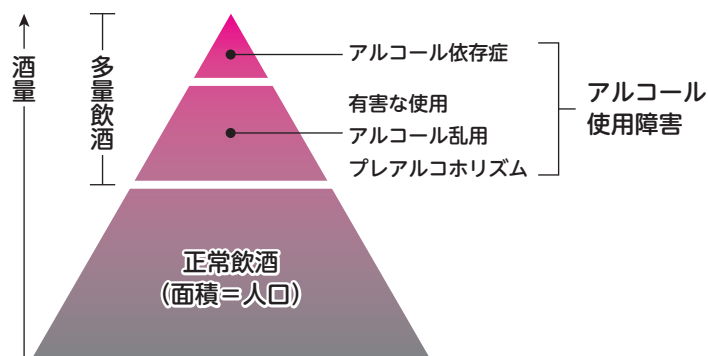 酒量
多量飲酒
アルコール依存症
有害な使用
アルコール乱用
プレアルコホリズム
アルコール
使用障害
正常飲酒
（面積＝人口）